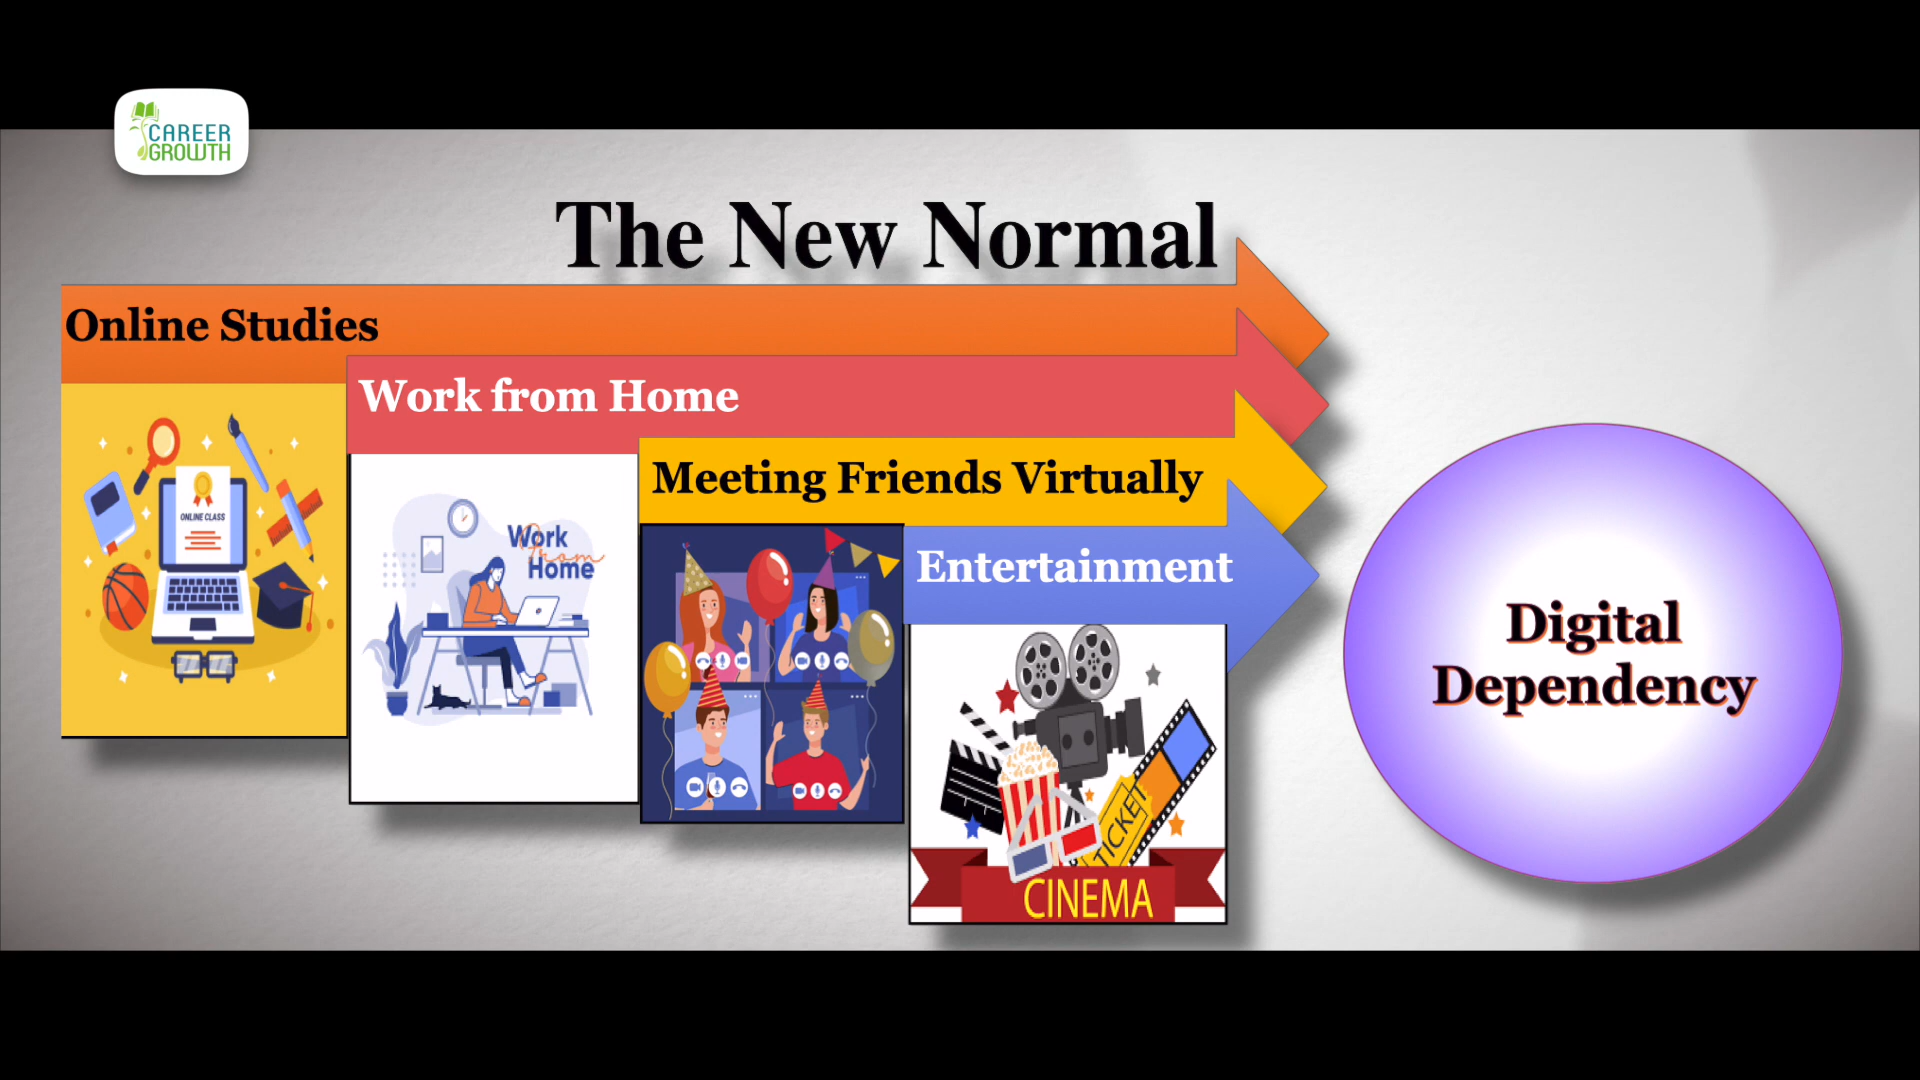 CAREER
GROWTH
The New Normal
Online Studies
Work from Home
Meeting Friends Virtually
Entertainment
ONLINE CLASS
Work
from
Home
TICKET
CINEMA
Digital
Dependency